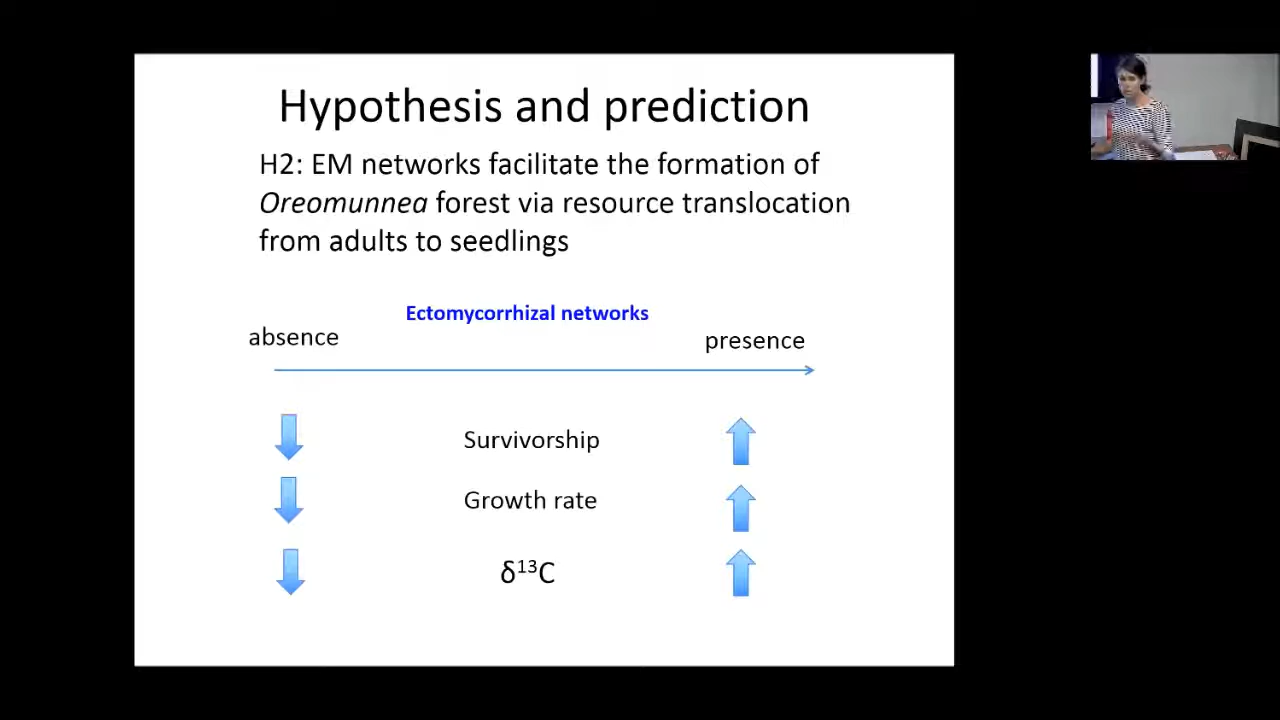 Hypothesis and prediction
H2: EM networks facilitate the formation of
Oreomunnea forest via resource translocation
from adults to seedlings
Ectomycorrhizal networks
absence
presence
Survivorship
Growth rate
δ¹³C